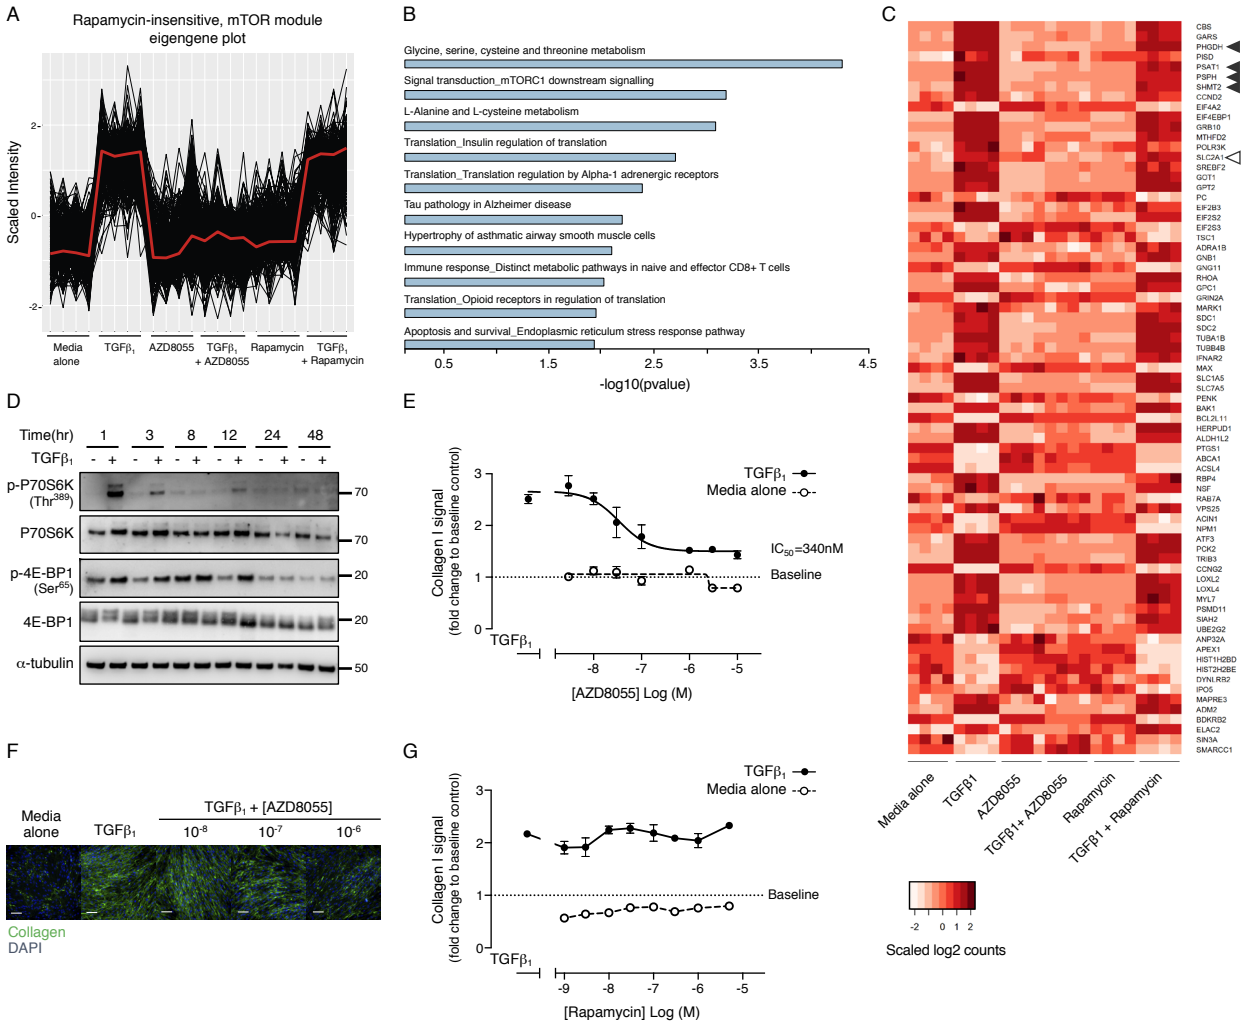 A
Rapamycin-insensitive, mTOR module
eigengene plot
Scaled Intensity
2-
0-
-2-
Media
alone
TGFβ1
AZD8055
TGFβ1
+ AZD8055
Rapamycin
TGFβ1
+ Rapamycin
B
Glycine, serine, cysteine and threonine metabolism
Signal transduction_mTORC1 downstream signalling
L-Alanine and L-cysteine metabolism
Translation_Insulin regulation of translation
Translation_Translation regulation by Alpha-1 adrenergic receptors
Tau pathology in Alzheimer disease
Hypertrophy of asthmatic airway smooth muscle cells
Immune response_Distinct metabolic pathways in naive and effector CD8+ T cells
Translation_Opioid receptors in regulation of translation
Apoptosis and survival_Endoplasmic reticulum stress response pathway
0.5 1.5 2.5 3.5 4.5
-log10(pvalue)
C
CBS
GARS
PHGDH
PISD
PSAT1
PSPH
SHMT2
CCND2
EIF4A2
EIF4EBP1
GRB10
MTHFD2
POLR3K
SLC2A1
SREBF2
GOT1
GPT2
PC
EIF2B3
EIF2S2
EIF2S3
TSC1
ADRA1B
GNB1
GNG11
RHOA
GPC1
GRIN2A
MARK1
SDC1
SDC2
TUBA1B
TUBB4B
IFNAR2
MAX
SLC1A5
SLC7A5
PENK
BAK1
BCL2L11
HERPUD1
ALDH1L2
PTGS1
ABCA1
ACSL4
RBP4
NSF
RAB7A
VPS25
ACIN1
NPM1
ATF3
PCK2
TRIB3
CCNG2
LOXL2
LOXL4
MYL7
PSMD11
SIAH2
UBE2G2
ANP32A
APEX1
HIST1H2BD
HIST2H2BE
DYNLRB2
IPO5
MAPRE3
ADM2
BDKRB2
ELAC2
SIN3A
SMARCC1
Media alone
TGFβ1
AZD8055
TGFβ1+ AZD8055
Rapamycin
TGFβ1 + Rapamycin
-2 0 1 2
Scaled log2 counts
D
Time(hr) 1 3 8 12 24 48
TGFβ1 - + - + - + - + - + - +
p-P70S6K
(Thr389)
70
P70S6K
70
p-4E-BP1
(Ser65)
20
4E-BP1
20
α-tubulin
50
E
Collagen I signal
(fold change to baseline control)
3
2
1
0
TGFβ1
Media alone
IC50=340nM
Baseline
TGFβ1
-8 -7 -6 -5
[AZD8055] Log (M)
F
Media
alone
TGFβ1
TGFβ1 + [AZD8055]
10-8 10-7 10-6
Collagen
DAPI
G
Collagen I signal
(fold change to baseline control)
3
2
1
0
TGFβ1
Media alone
Baseline
TGFβ1
-9 -8 -7 -6 -5
[Rapamycin] Log (M)